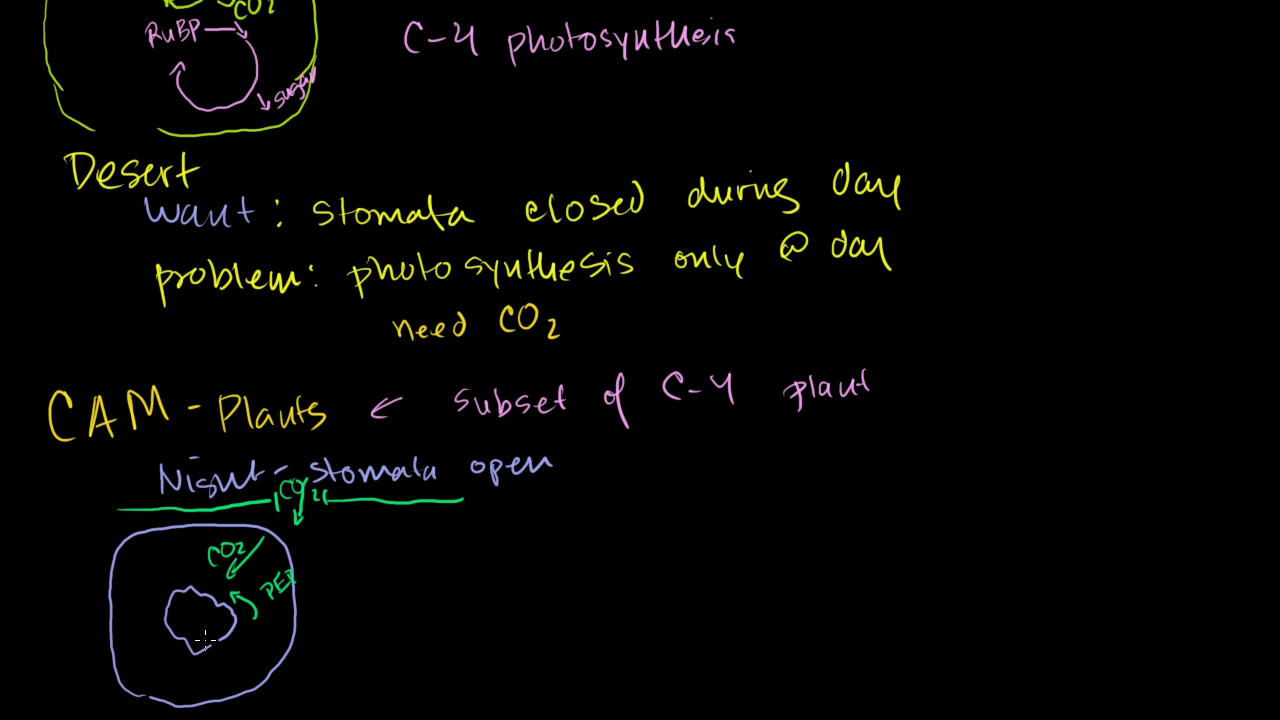 CO2
RuBP
sugar
C-4 photosynthesis
Desert
want: stomata closed during day
problem: photosynthesis only @ day
need CO2
CAM - Plants ← subset of C-4 plant
Night - stomata open
CO2
CO2
PEP